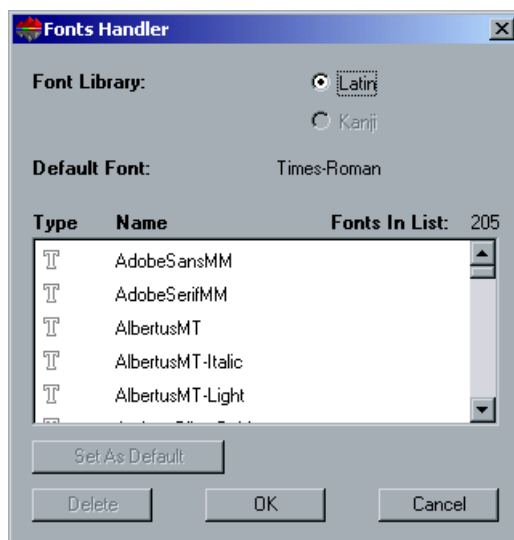 Fonts Handler
Font Library: Latin
Kanji
Default Font: Times-Roman
Type Name Fonts In List: 205
AdobeSansMM
AdobeSerifMM
AlbertusMT
AlbertusMT-Italic
AlbertusMT-Light
Set As Default
Delete OK Cancel